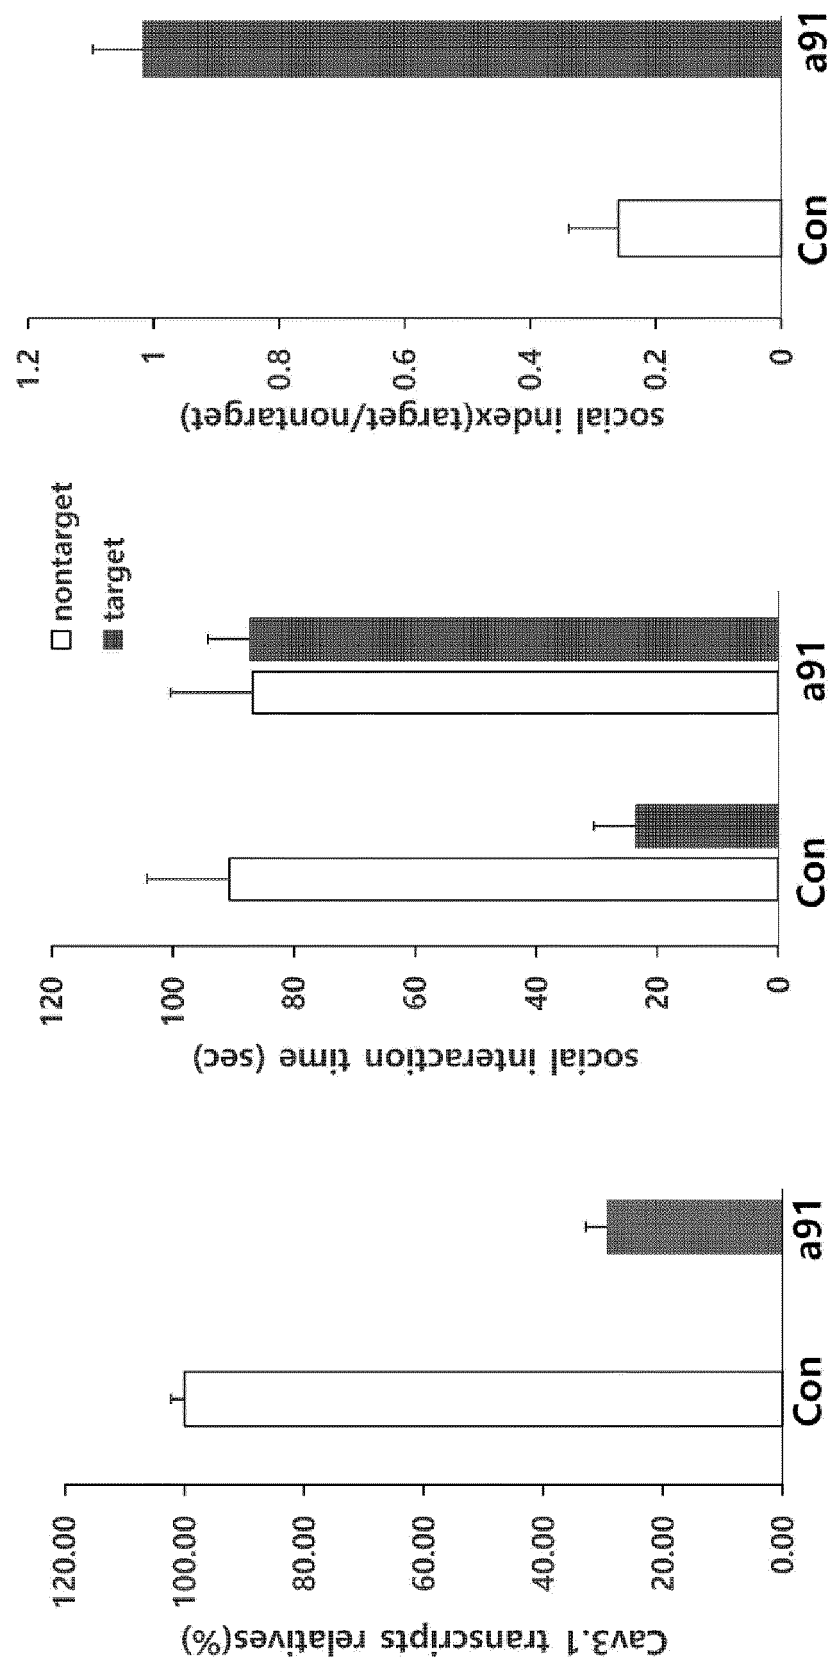 Cav3.1 transcripts relatives(%)
120.00
100.00
80.00
60.00
40.00
20.00
0.00
Con
a91
social interaction time (sec)
120
100
80
60
40
20
0
Con
a91
nontarget
target
social index(target/nontarget)
1.2
1
0.8
0.6
0.4
0.2
0
Con
a91